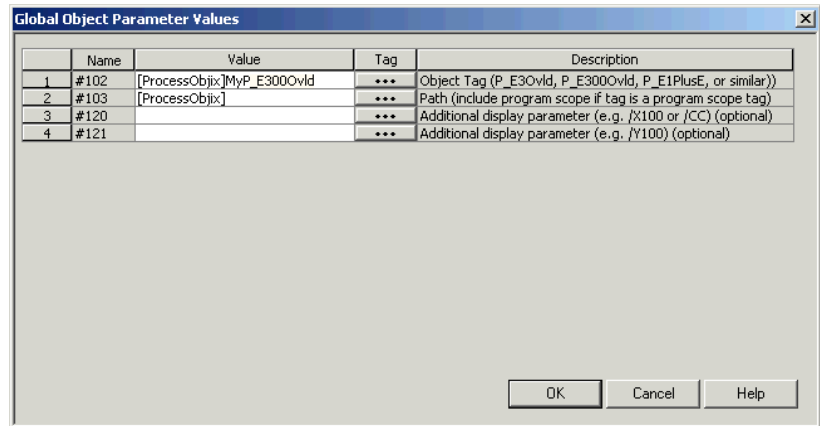 Global Object Parameter Values
Name Value Tag Description
1 #102 [ProcessObjix]MyP_E300Ovld ••• Object Tag (P_E3Ovld, P_E300Ovld, P_E1PlusE, or similar))
2 #103 [ProcessObjix] ••• Path (include program scope if tag is a program scope tag)
3 #120 ••• Additional display parameter (e.g. /X100 or /CC) (optional)
4 #121 ••• Additional display parameter (e.g. /Y100) (optional)
OK Cancel Help